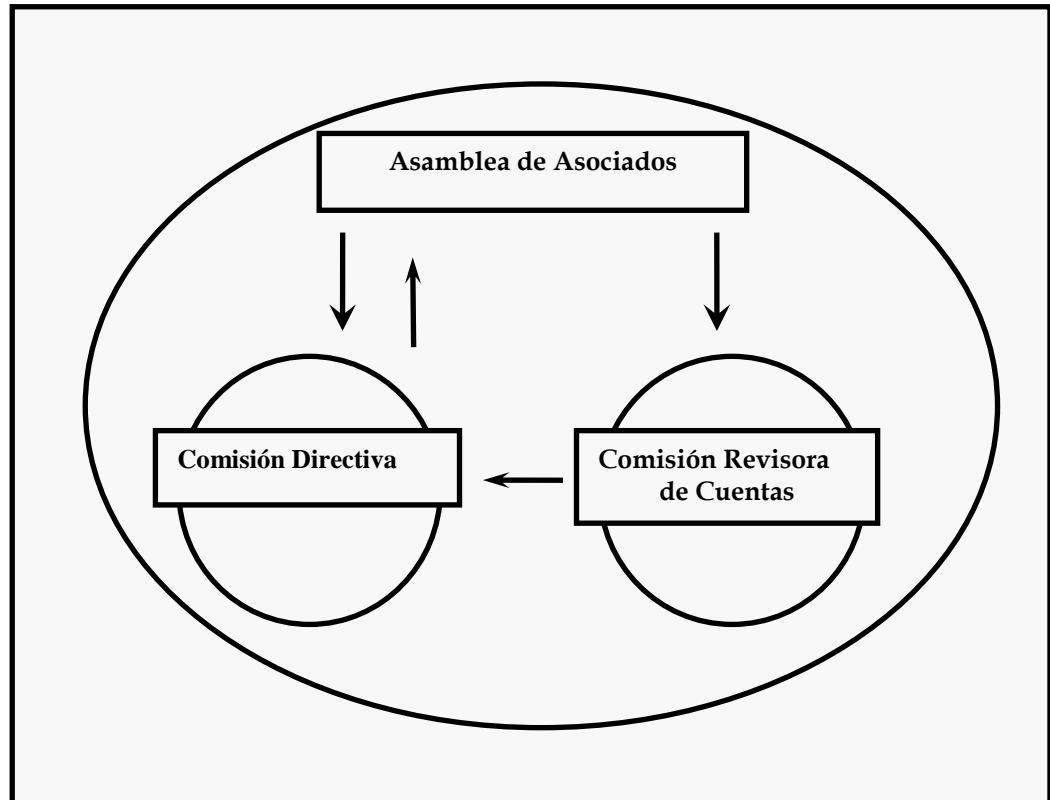 Asamblea de Asociados
Comisión Directiva
Comisión Revisora
de Cuentas